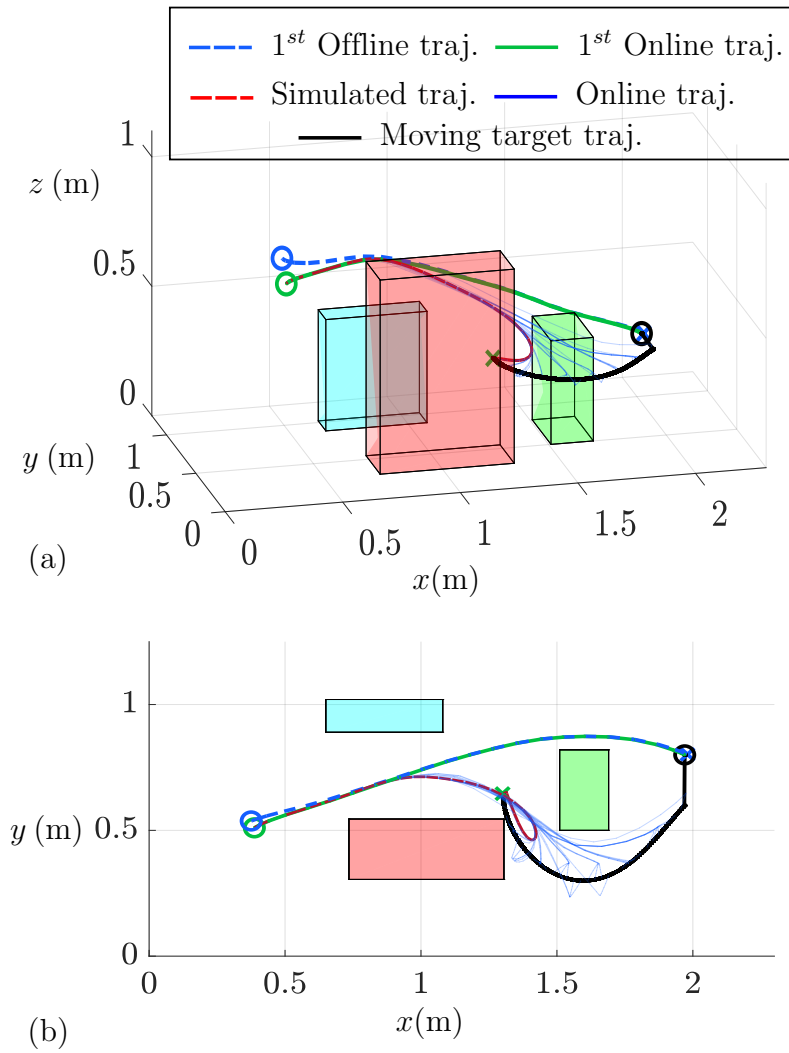 1st Offline traj. 1st Online traj.
Simulated traj. Online traj.
Moving target traj.
1
z (m)
0.5
0
y (m)
1
0.5
0
0
0.5
1
1.5
2
x(m)
(a)
1
y (m)
0.5
0
0 0.5 1 1.5 2
x(m)
(b)